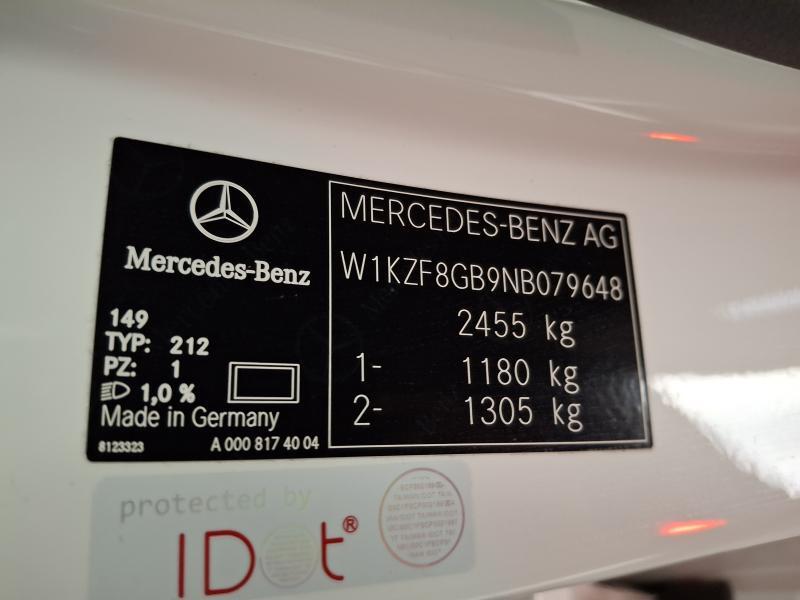 Mercedes-Benz
149
TYP: 212
PZ: 1
1,0 %
Made in Germany
8123323
A 000 817 40 04
MERCEDES-BENZ AG
W1KZF8GB9NB079648
2455 kg
1- 1180 kg
2- 1305 kg
protected by
IDOt®